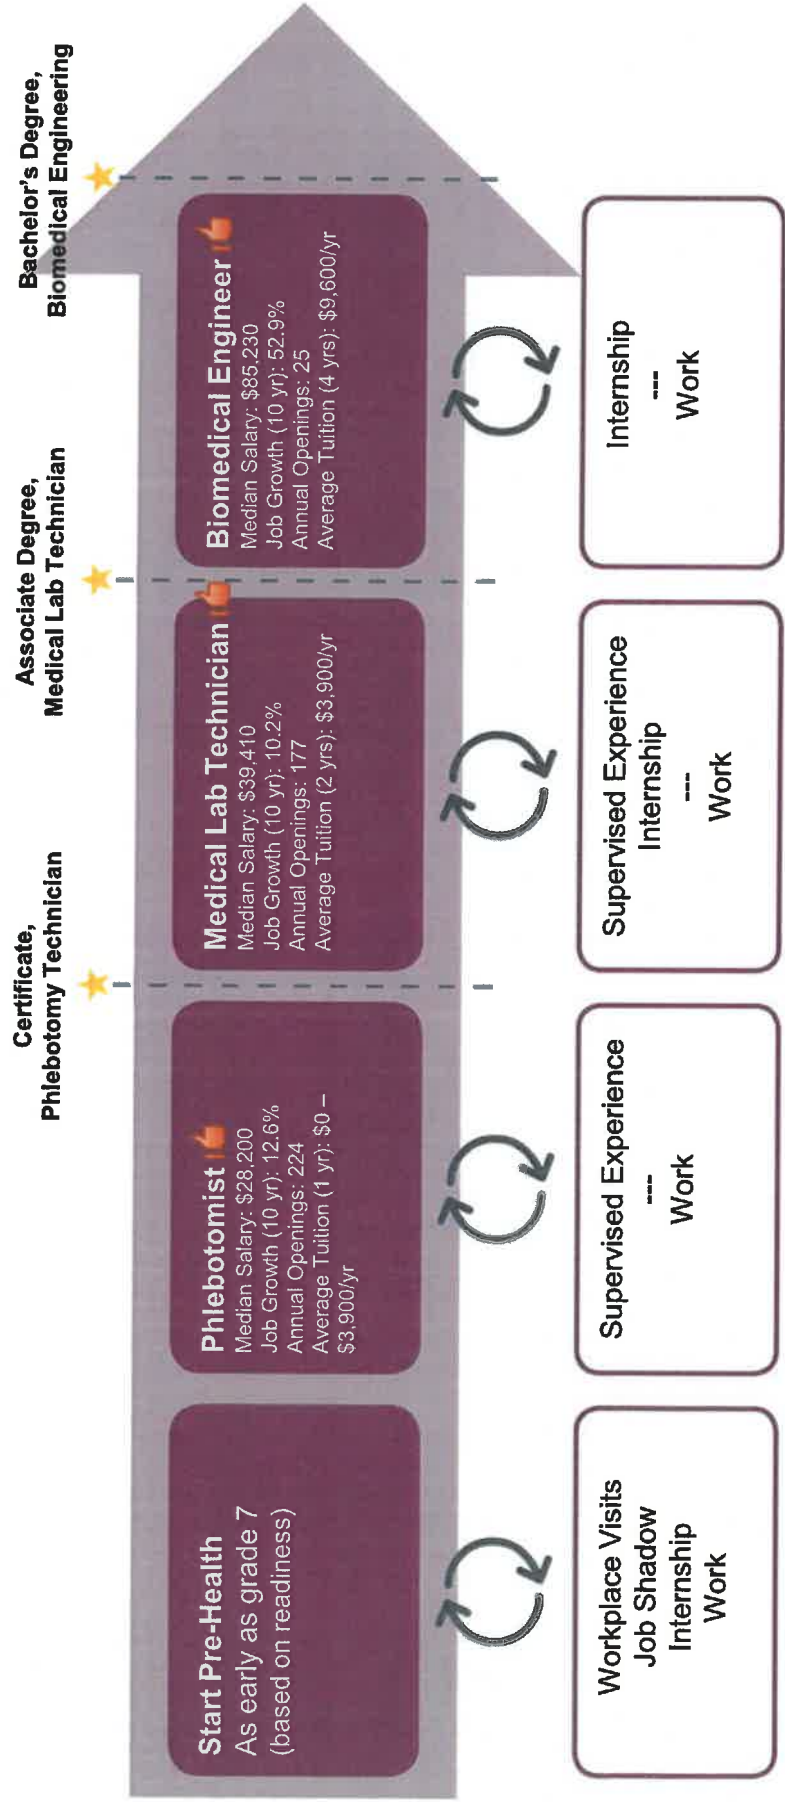 Certificate,
Phlebotomy Technician
Associate Degree,
Medical Lab Technician
Bachelor's Degree,
Biomedical Engineering
Start Pre-Health
As early as grade 7
(based on readiness)
Phlebotomist
Median Salary: $28,200
Job Growth (10 yr): 12.6%
Annual Openings: 224
Average Tuition (1 yr): $0 –
$3,900/yr
Medical Lab Technician
Median Salary: $39,410
Job Growth (10 yr): 10.2%
Annual Openings: 177
Average Tuition (2 yrs): $3,900/yr
Biomedical Engineer
Median Salary: $85,230
Job Growth (10 yr): 52.9%
Annual Openings: 25
Average Tuition (4 yrs): $9,600/yr
Workplace Visits
Job Shadow
Internship
Work
Supervised Experience
---
Work
Supervised Experience
Internship
---
Work
Internship
---
Work